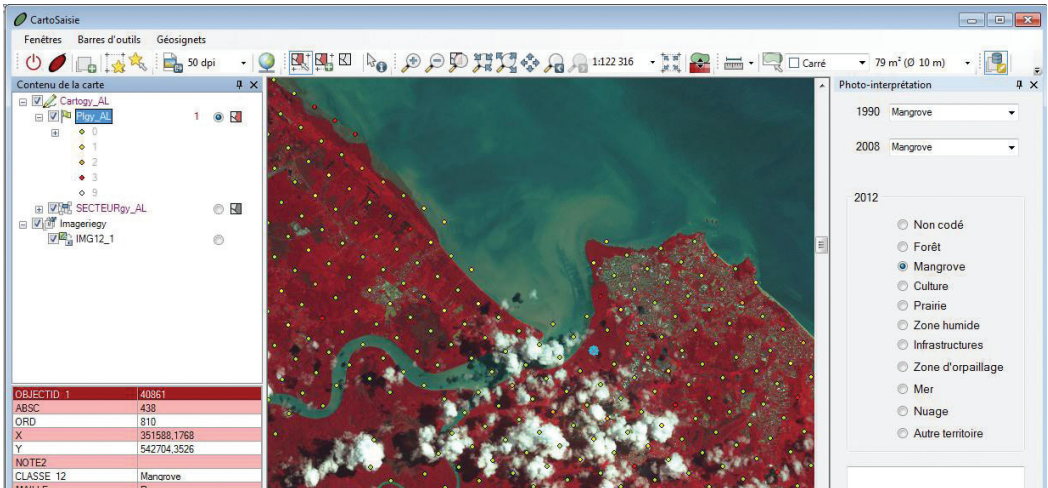 CartoSaisie
Fenêtres Barres d'outils Géosignets
50 dpi
1:122 316
Carré
79 m² (Ø 10 m)
Contenu de la carte
Cartogy_AL
PIgy_AL 1
0
1
2
3
9
SECTEURgy_AL
Imageriegy
IMG12_1
OBJECTID_1 40861
ABSC 438
ORD 810
X 351588,1768
Y 542704,3526
NOTE2
CLASSE_12 Mangrove
Photo-interprétation
1990 Mangrove
2008 Mangrove
2012
Non codé
Forêt
Mangrove
Culture
Prairie
Zone humide
Infrastructures
Zone d'orpaillage
Mer
Nuage
Autre territoire